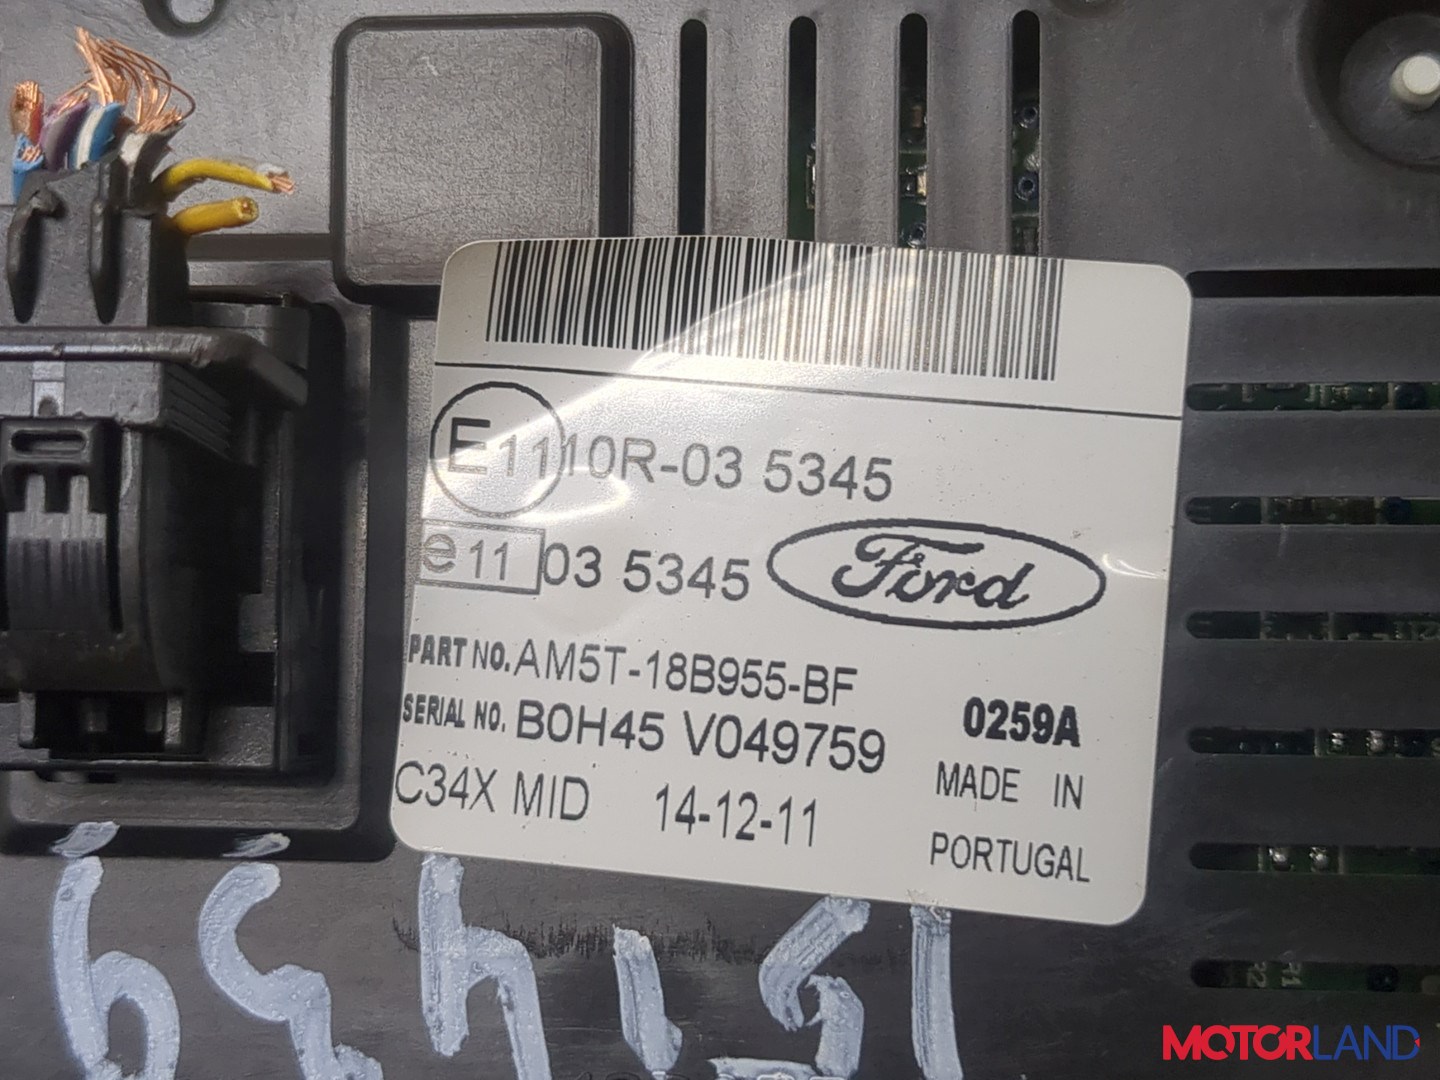 E11 10R-03 5345
e11 03 5345 Ford
PART NO. AM5T-18B955-BF
SERIAL NO. B0H45 V049759
0259A
C34X MID 14-12-11
MADE IN
PORTUGAL
R1
MOTORLAND